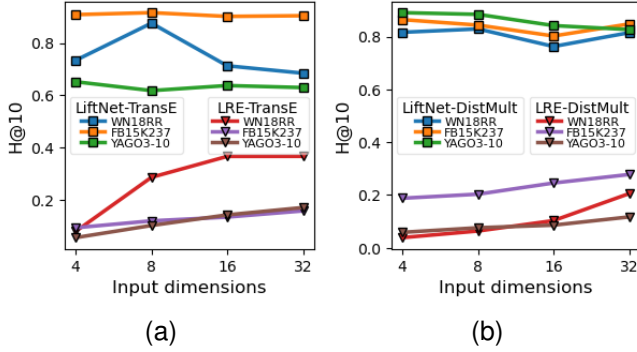 0.8
0.6
0.4
0.2
H@10
LiftNet-TransE
WN18RR
FB15K237
YAGO3-10
LRE-TransE
WN18RR
FB15K237
YAGO3-10
4 8 16 32
Input dimensions
(a)
0.8
0.6
0.4
0.2
0.0
H@10
LiftNet-DistMult
WN18RR
FB15K237
YAGO3-10
LRE-DistMult
WN18RR
FB15K237
YAGO3-10
4 8 16 32
Input dimensions
(b)